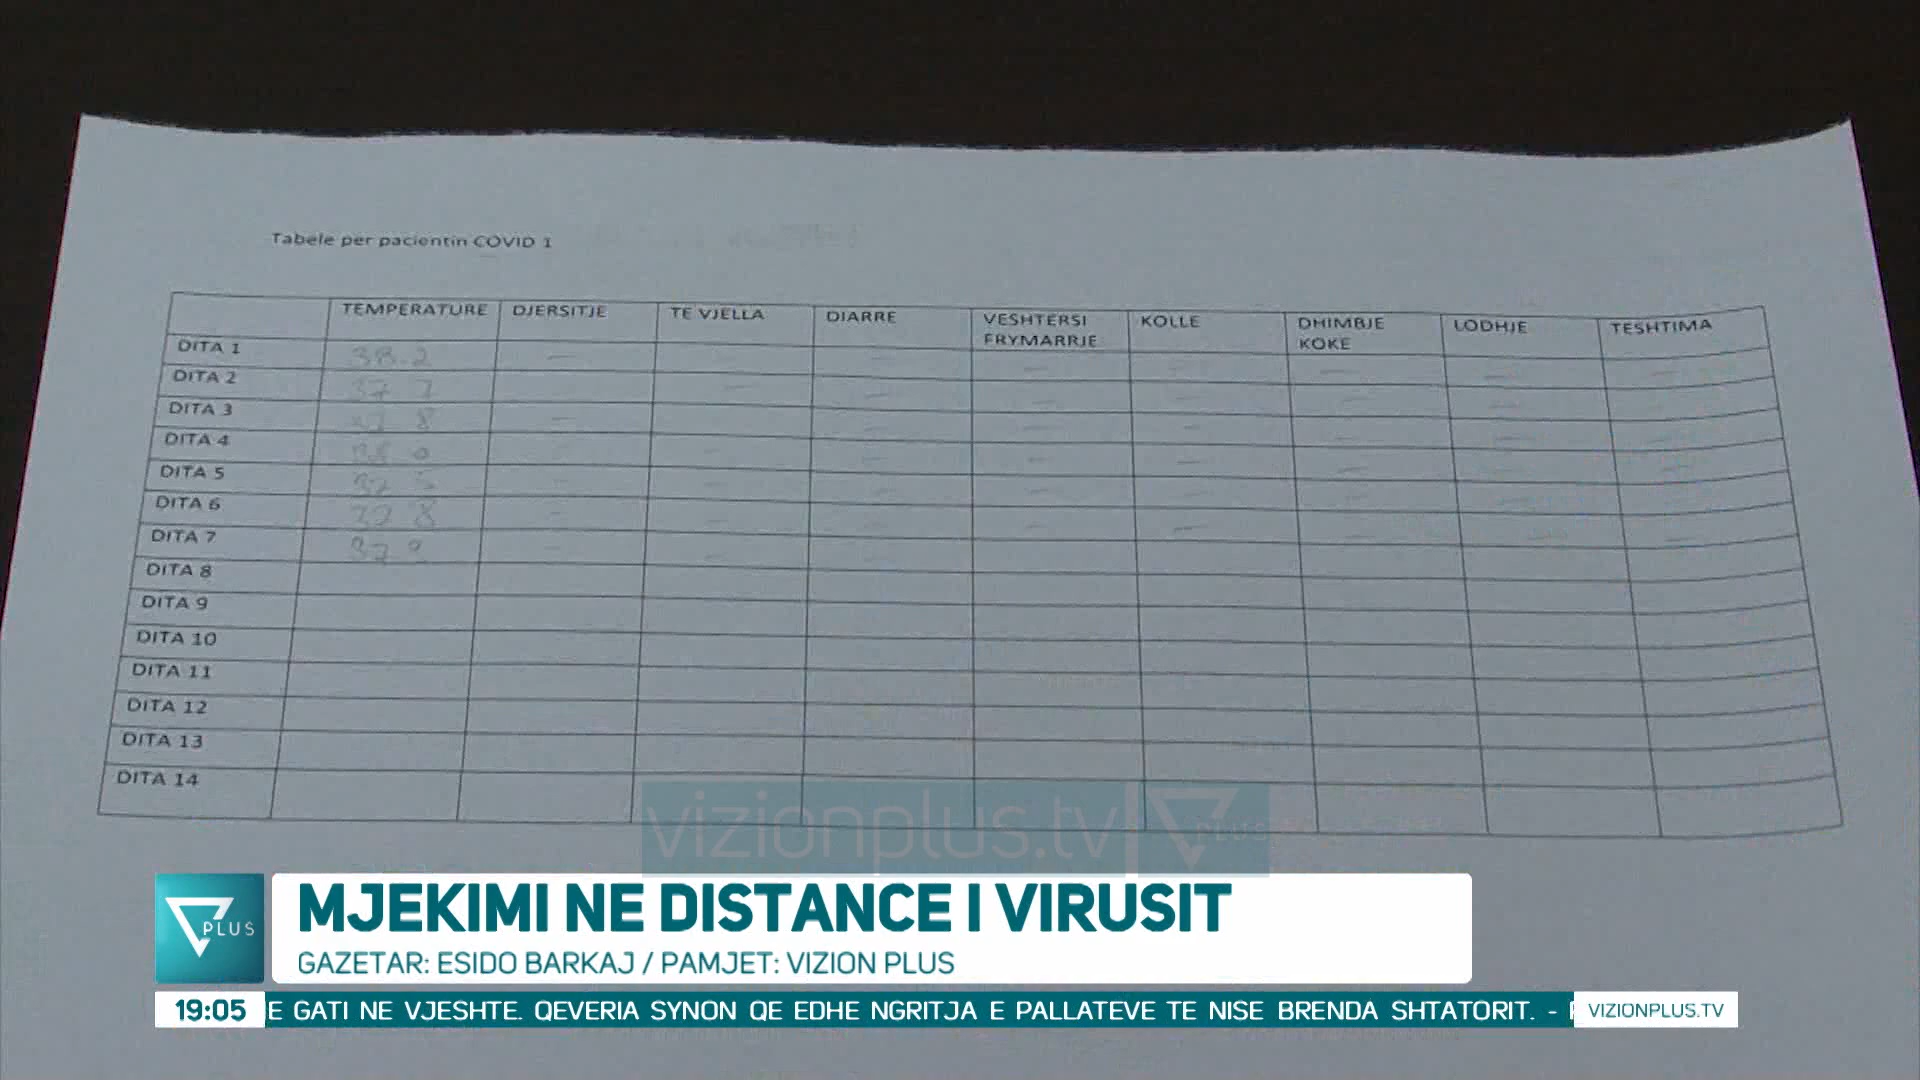 Tabele per pacientin COVID 1
TEMPERATURE DJERSITJE TE VJELLA DIARRE VESHTERSI FRYMARRJE KOLLE DHIMBJE KOKE LODHJE TESHTIMA
DITA 1 38.2 —
DITA 2 37 7
DITA 3
DITA 4
DITA 5
DITA 6
DITA 7
DITA 8
DITA 9
DITA 10
DITA 11
DITA 12
DITA 13
DITA 14
vizionplus.tv PLUS
PLUS
MJEKIMI NE DISTANCE I VIRUSIT
GAZETAR: ESIDO BARKAJ / PAMJET: VIZION PLUS
19:05 E GATI NE VJESHTE. QEVERIA SYNON QE EDHE NGRITJA E PALLATEVE TE NISE BRENDA SHTATORIT. - VIZIONPLUS.TV